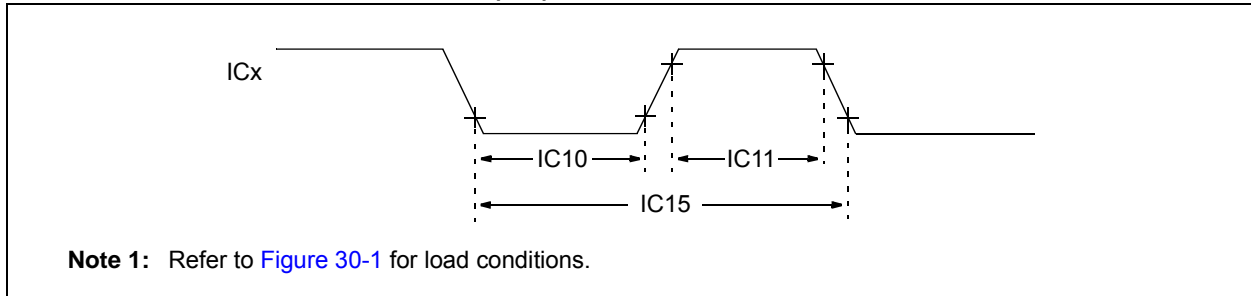 ICx
IC10
IC11
IC15
Note 1: Refer to Figure 30-1 for load conditions.